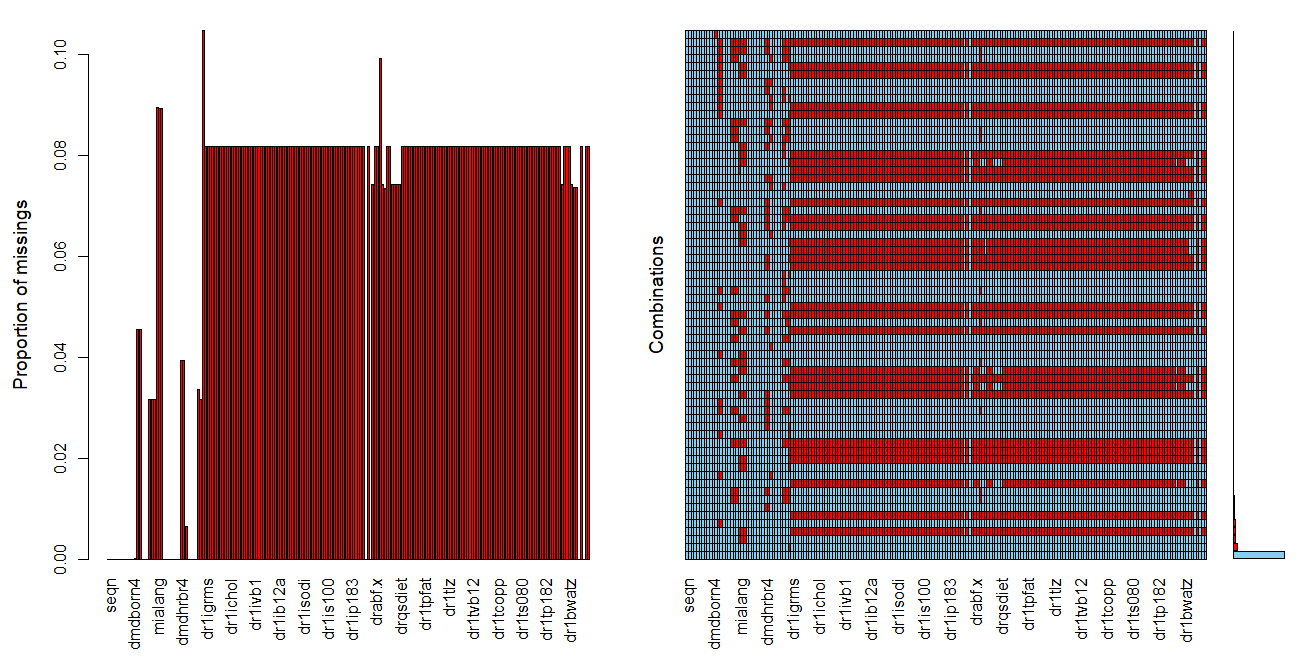 Proportion of missings
0.10
0.08
0.06
0.04
0.02
0.00
seqn
dmdborn4
mialang
dmdhrbr4
dr1igrms
dr1ichol
dr1ivb1
dr1ib12a
dr1isodi
dr1is100
dr1ip183
drabf.x
drqsdiet
dr1tpfat
dr1tlz
dr1tvb12
dr1tcopp
dr1ts080
dr1tp182
dr1bwatz
Combinations
seqn
dmdborn4
mialang
dmdhrbr4
dr1igrms
dr1ichol
dr1ivb1
dr1ib12a
dr1isodi
dr1is100
dr1ip183
drabf.x
drqsdiet
dr1tpfat
dr1tlz
dr1tvb12
dr1tcopp
dr1ts080
dr1tp182
dr1bwatz